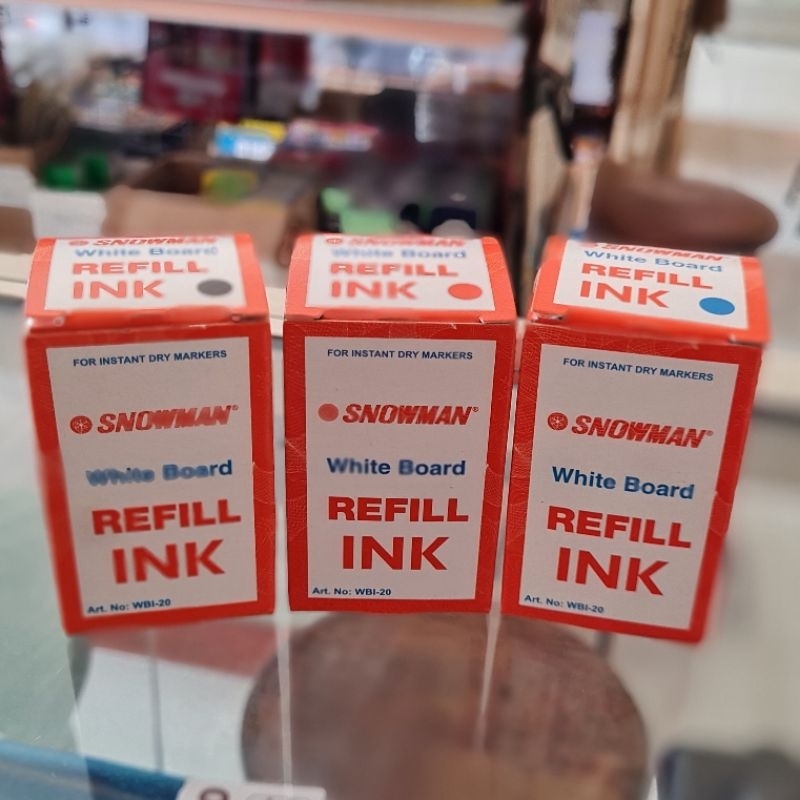 SNOWMAN
White Board
REFILL
INK
FOR INSTANT DRY MARKERS
SNOWMAN®
White Board
REFILL
INK
Art. No: WBI-20
SNOWMAN
White Board
REFILL
INK
FOR INSTANT DRY MARKERS
SNOWMAN®
White Board
REFILL
INK
Art. No: WBI-20
SNOWMAN
White Board
REFILL
INK
FOR INSTANT DRY MARKERS
SNOWMAN®
White Board
REFILL
INK
Art. No: WBI-20